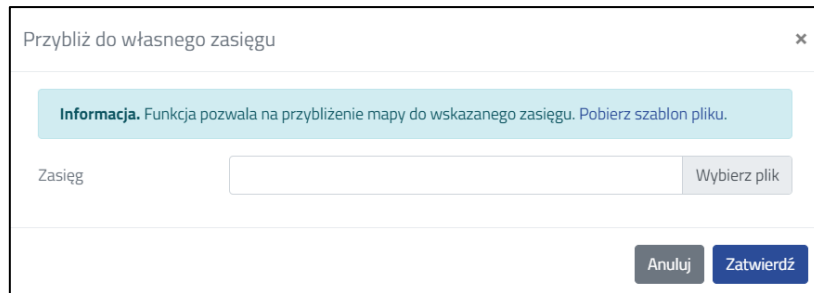 Przybliż do własnego zasięgu ×
Informacja. Funkcja pozwala na przybliżenie mapy do wskazanego zasięgu. Pobierz szablon pliku.
Zasięg Wybierz plik
Anuluj Zatwierdź